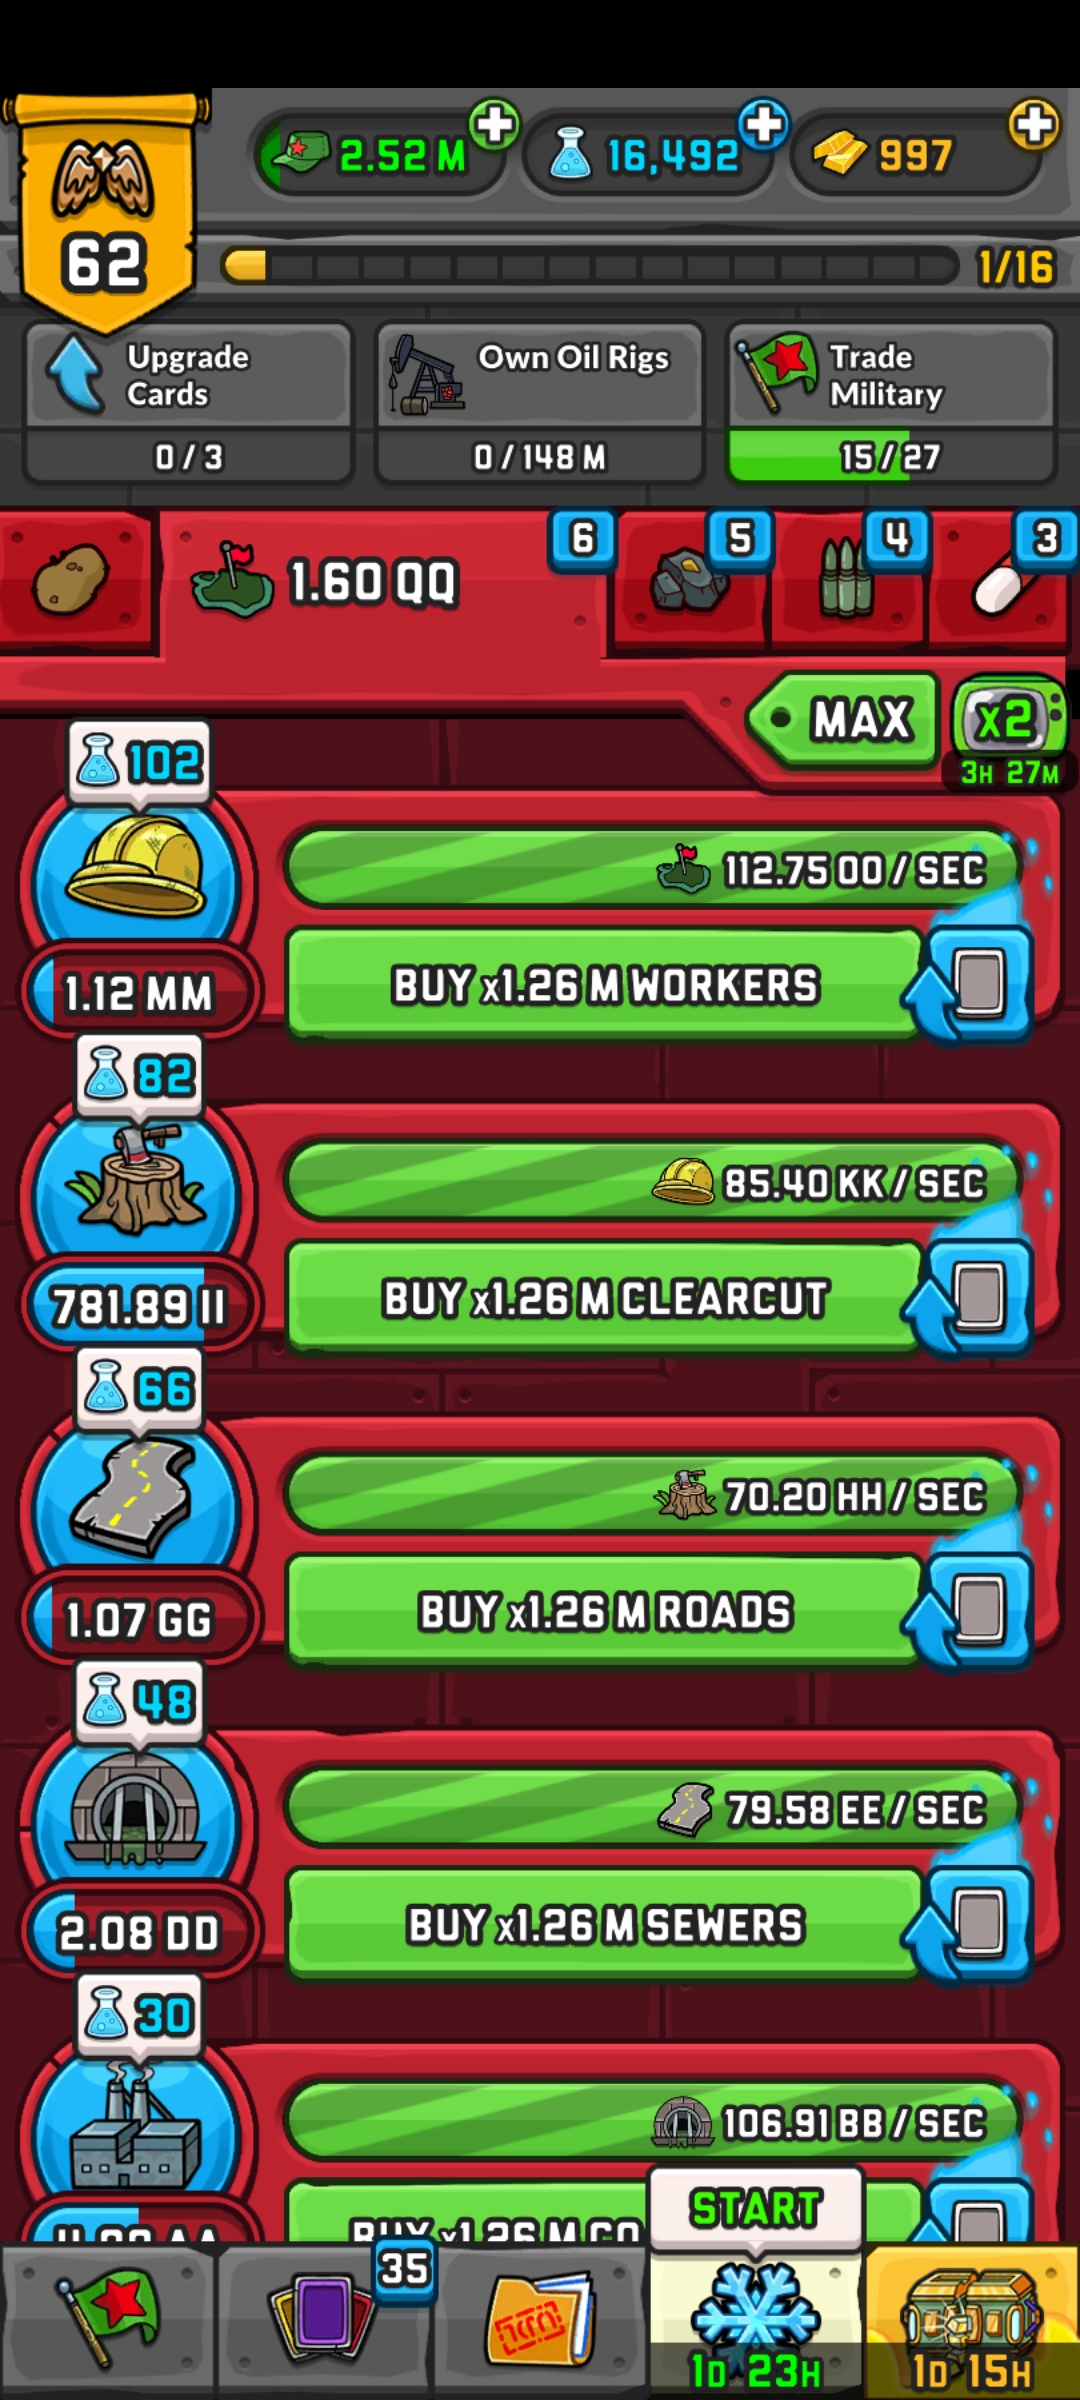 2.52 M
16,492
997
62
1/16
Upgrade
Cards
0 / 3
Own Oil Rigs
0 / 148 M
Trade
Military
15 / 27
1.60 QQ
6
5
4
3
MAX
x2
3H 27M
102
112.75 OO / SEC
BUY x1.26 M WORKERS
1.12 MM
82
85.40 KK / SEC
BUY x1.26 M CLEARCUT
781.89 II
66
70.20 HH / SEC
BUY x1.26 M ROADS
1.07 GG
48
79.58 EE / SEC
BUY x1.26 M SEWERS
2.08 DD
30
106.91 BB / SEC
BUY x1.26 M CO
START
35
1D 23H
1D 15H